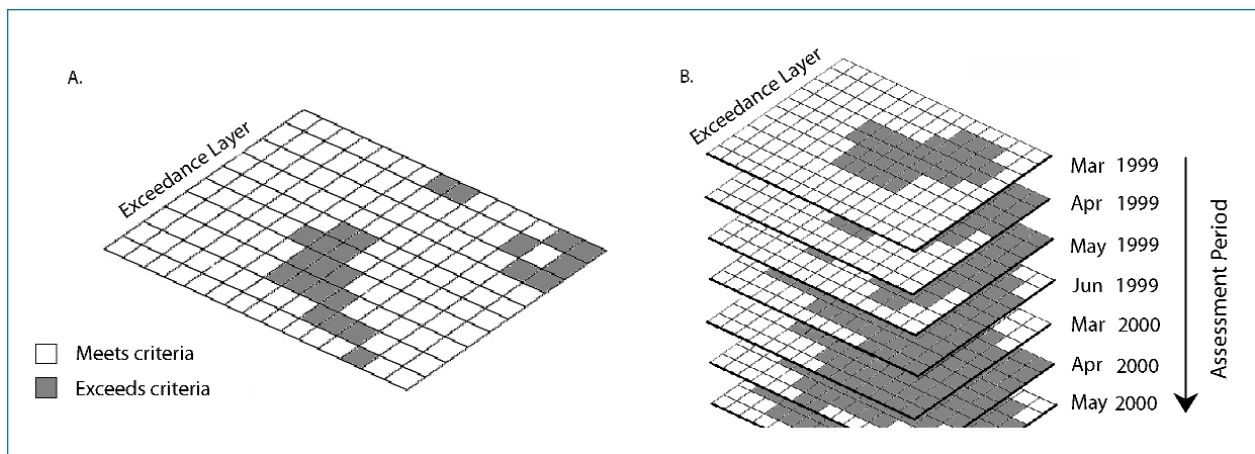 A.
Exceedance Layer
Meets criteria
Exceeds criteria
B.
Exceedance Layer
Mar 1999
Apr 1999
May 1999
Jun 1999
Mar 2000
Apr 2000
May 2000
Assessment Period